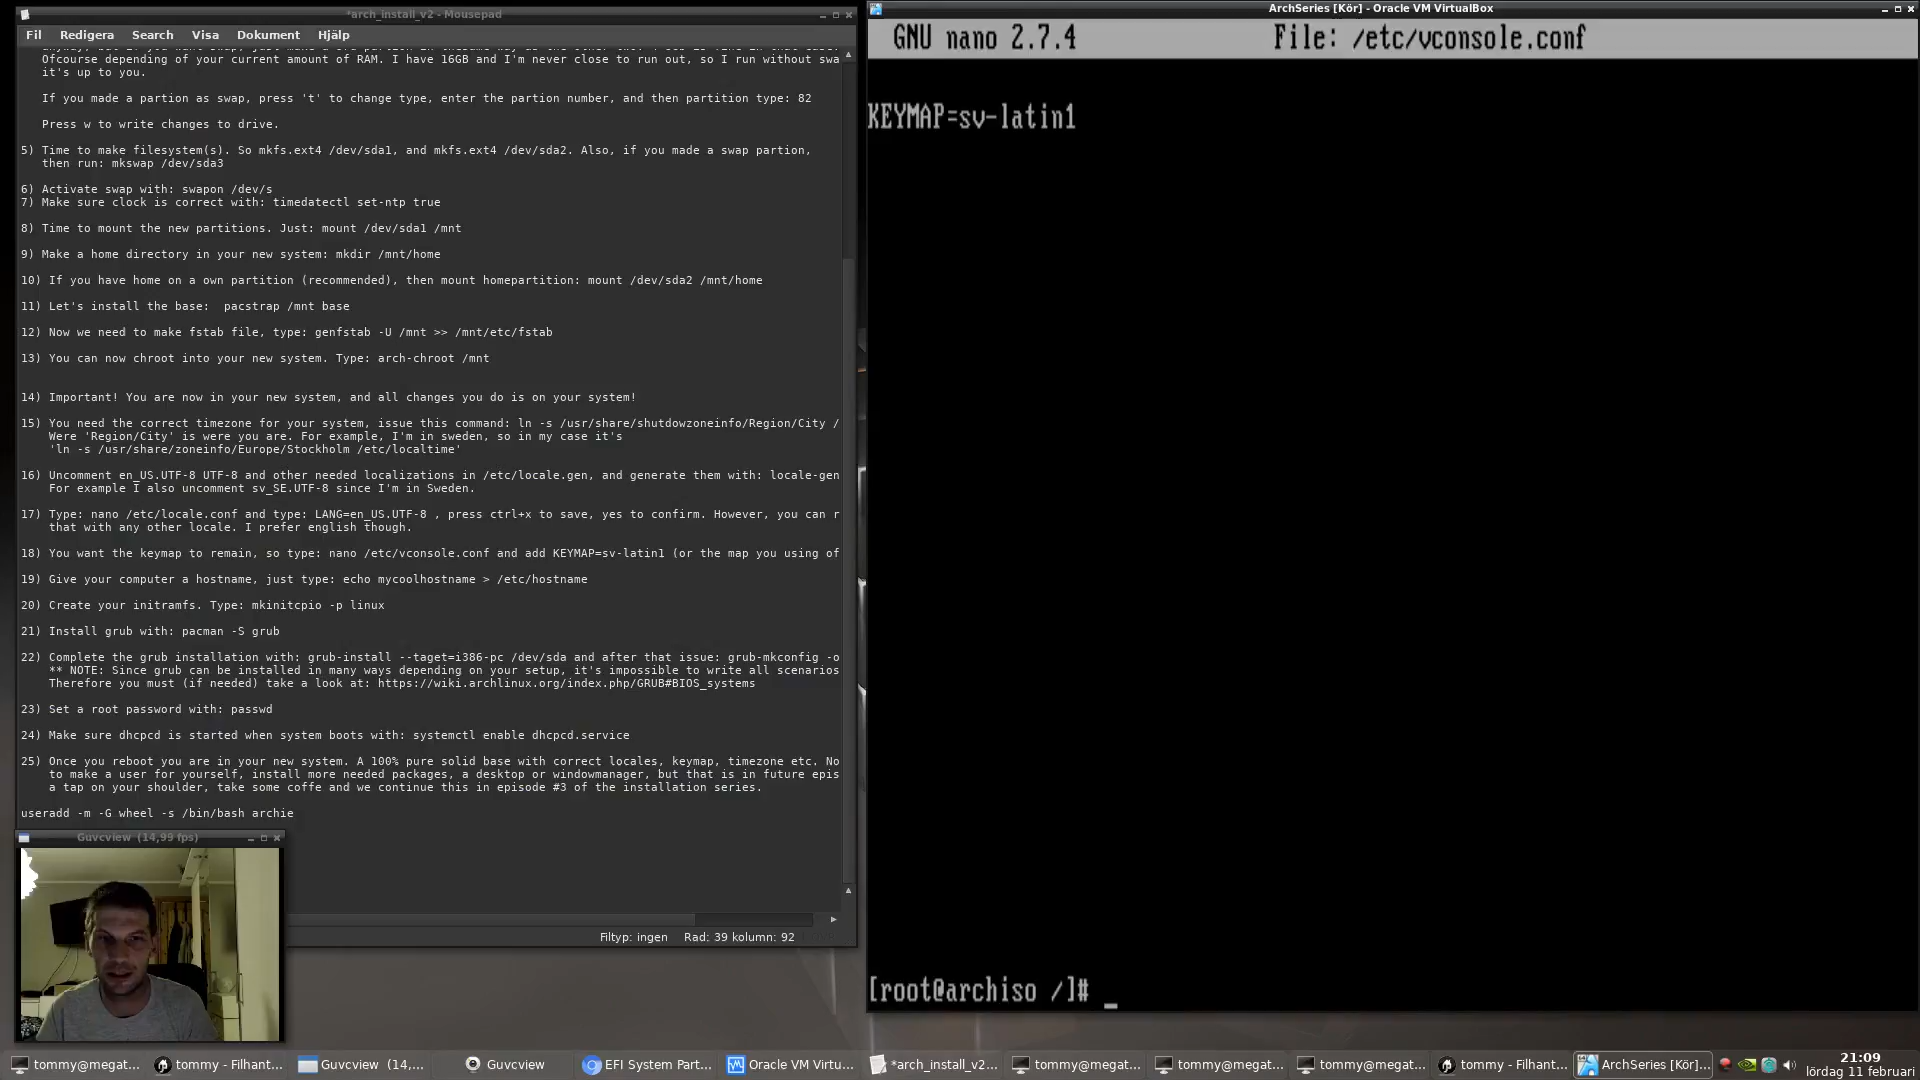 *arch_install_v2 - Mousepad
Fil Redigera Search Visa Dokument Hjälp
Ofcourse depending of your current amount of RAM. I have 16GB and I'm never close to run out, so I run without swa
it's up to you.
If you made a partion as swap, press 't' to change type, enter the partion number, and then partition type: 82
Press w to write changes to drive.
5) Time to make filesystem(s). So mkfs.ext4 /dev/sda1, and mkfs.ext4 /dev/sda2. Also, if you made a swap partion,
then run: mkswap /dev/sda3
6) Activate swap with: swapon /dev/s
7) Make sure clock is correct with: timedatectl set-ntp true
8) Time to mount the new partitions. Just: mount /dev/sda1 /mnt
9) Make a home directory in your new system: mkdir /mnt/home
10) If you have home on a own partition (recommended), then mount homepartition: mount /dev/sda2 /mnt/home
11) Let's install the base:  pacstrap /mnt base
12) Now we need to make fstab file, type: genfstab -U /mnt >> /mnt/etc/fstab
13) You can now chroot into your new system. Type: arch-chroot /mnt
14) Important! You are now in your new system, and all changes you do is on your system!
15) You need the correct timezone for your system, issue this command: ln -s /usr/share/shutdowzoneinfo/Region/City /
Were 'Region/City' is were you are. For example, I'm in sweden, so in my case it's
'ln -s /usr/share/zoneinfo/Europe/Stockholm /etc/localtime'
16) Uncomment en_US.UTF-8 UTF-8 and other needed localizations in /etc/locale.gen, and generate them with: locale-gen
For example I also uncomment sv_SE.UTF-8 since I'm in Sweden.
17) Type: nano /etc/locale.conf and type: LANG=en_US.UTF-8 , press ctrl+x to save, yes to confirm. However, you can r
that with any other locale. I prefer english though.
18) You want the keymap to remain, so type: nano /etc/vconsole.conf and add KEYMAP=sv-latin1 (or the map you using of
19) Give your computer a hostname, just type: echo mycoolhostname > /etc/hostname
20) Create your initramfs. Type: mkinitcpio -p linux
21) Install grub with: pacman -S grub
22) Complete the grub installation with: grub-install --taget=i386-pc /dev/sda and after that issue: grub-mkconfig -o
** NOTE: Since grub can be installed in many ways depending on your setup, it's impossible to write all scenarios
Therefore you must (if needed) take a look at: https://wiki.archlinux.org/index.php/GRUB#BIOS_systems
23) Set a root password with: passwd
24) Make sure dhcpcd is started when system boots with: systemctl enable dhcpcd.service
25) Once you reboot you are in your new system. A 100% pure solid base with correct locales, keymap, timezone etc. No
to make a user for yourself, install more needed packages, a desktop or windowmanager, but that is in future epis
a tap on your shoulder, take some coffe and we continue this in episode #3 of the installation series.
useradd -m -G wheel -s /bin/bash archie
Guvcview (14,99 fps)
Filtyp: ingen Rad: 39 kolumn: 92
ArchSeries [Kör] - Oracle VM VirtualBox
GNU nano 2.7.4 File: /etc/vconsole.conf
KEYMAP=sv-latin1
[root@archiso /]# _
tommy@megat... tommy - Filhant... Guvcview (14,... Guvcview EFI System Part... Oracle VM Virtu... *arch_install_v2... tommy@megat... tommy@megat... tommy@megat... tommy - Filhant... ArchSeries [Kör]... 21:09
lördag 11 februari